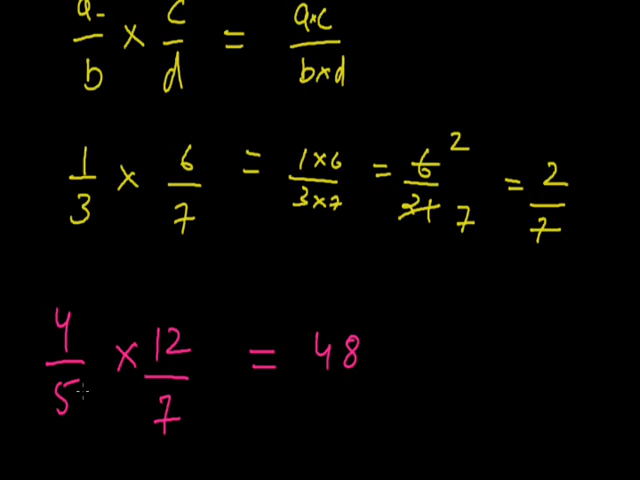 a/b × c/d = a×c/b×d
1/3 × 6/7 = 1×6/3×7 = 6/21 2/7 = 2/7
4/5 × 12/7 = 48